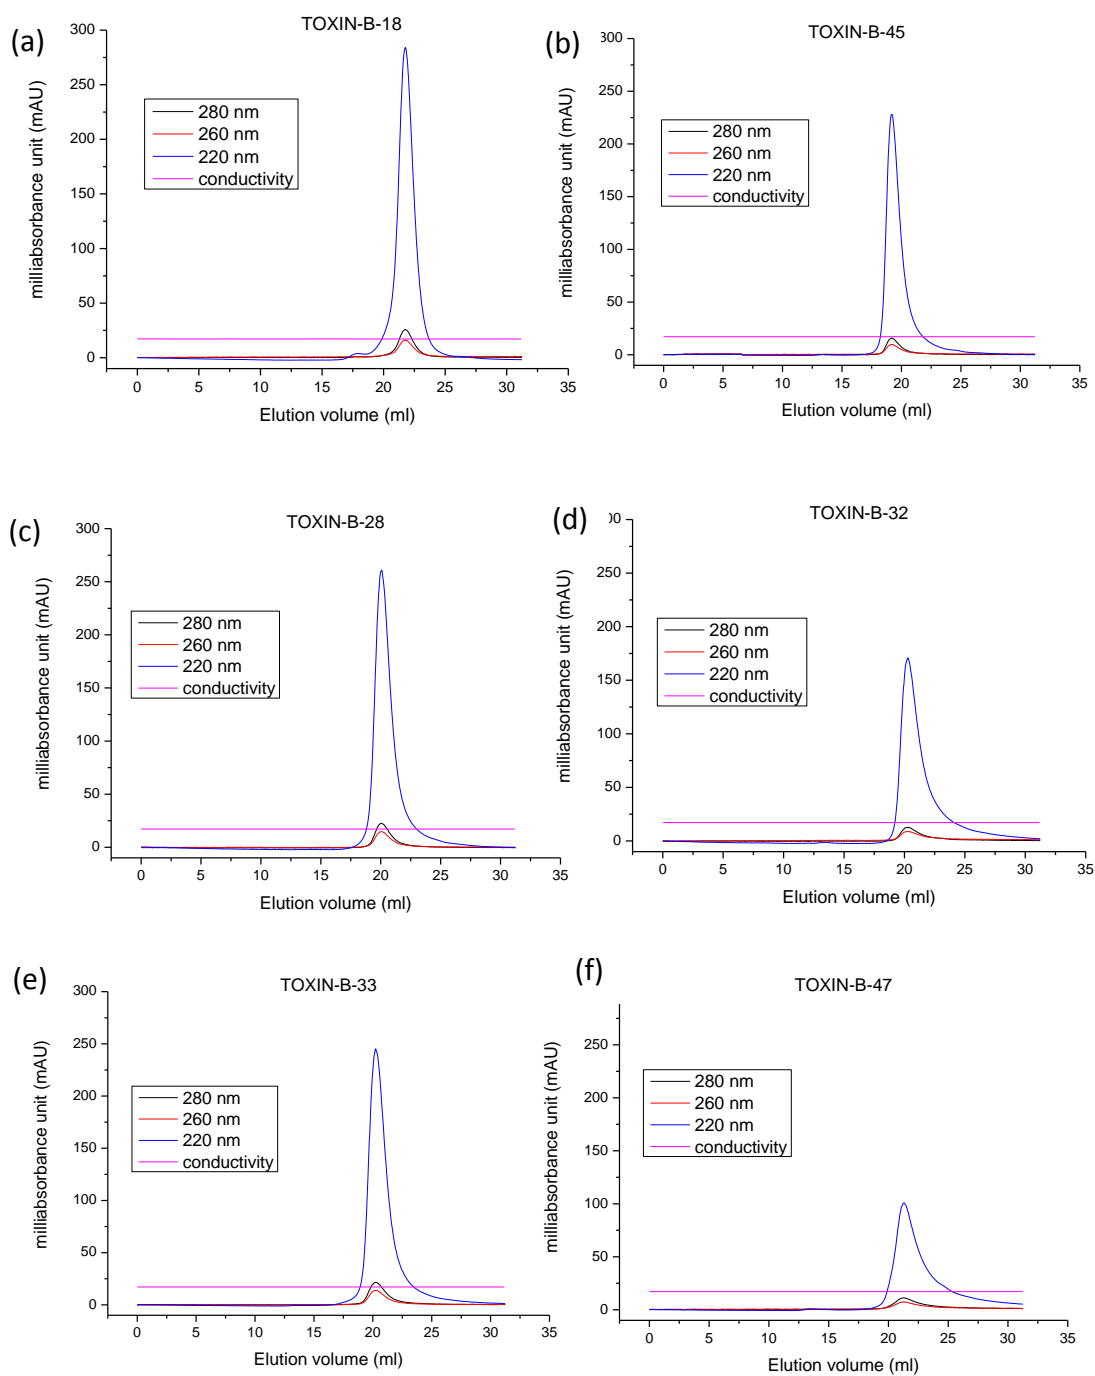 (a)
TOXIN-B-18
milliabsorbance unit (mAU)
300
250
200
150
100
50
0
280 nm
260 nm
220 nm
conductivity
0 5 10 15 20 25 30 35
Elution volume (ml)
(b)
TOXIN-B-45
milliabsorbance unit (mAU)
300
250
200
150
100
50
0
280 nm
260 nm
220 nm
conductivity
0 5 10 15 20 25 30 35
Elution volume (ml)
(c)
TOXIN-B-28
milliabsorbance unit (mAU)
300
250
200
150
100
50
0
280 nm
260 nm
220 nm
conductivity
0 5 10 15 20 25 30 35
Elution volume (ml)
(d)
TOXIN-B-32
milliabsorbance unit (mAU)
300
250
200
150
100
50
0
280 nm
260 nm
220 nm
conductivity
0 5 10 15 20 25 30 35
Elution volume (ml)
(e)
TOXIN-B-33
milliabsorbance unit (mAU)
300
250
200
150
100
50
0
280 nm
260 nm
220 nm
conductivity
0 5 10 15 20 25 30 35
Elution volume (ml)
(f)
TOXIN-B-47
milliabsorbance unit (mAU)
250
200
150
100
50
0
280 nm
260 nm
220 nm
conductivity
0 5 10 15 20 25 30 35
Elution volume (ml)